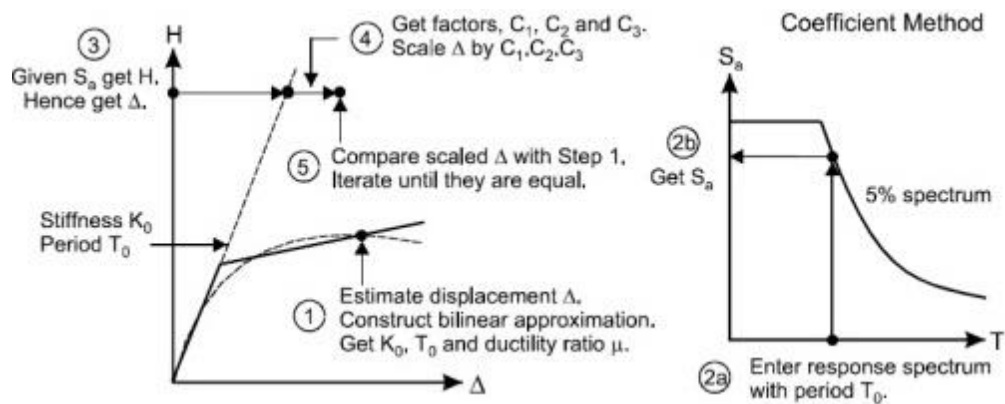 Coefficient Method
H
③
Given Sₐ get H.
Hence get Δ.
④
Get factors, C₁, C₂ and C₃.
Scale Δ by C₁.C₂.C₃
⑤
Compare scaled Δ with Step 1.
Iterate until they are equal.
Stiffness K₀
Period T₀
①
Estimate displacement Δ.
Construct bilinear approximation.
Get K₀, T₀ and ductility ratio μ.
Δ
Sₐ
②b
Get Sₐ
5% spectrum
T
②a
Enter response spectrum
with period T₀.